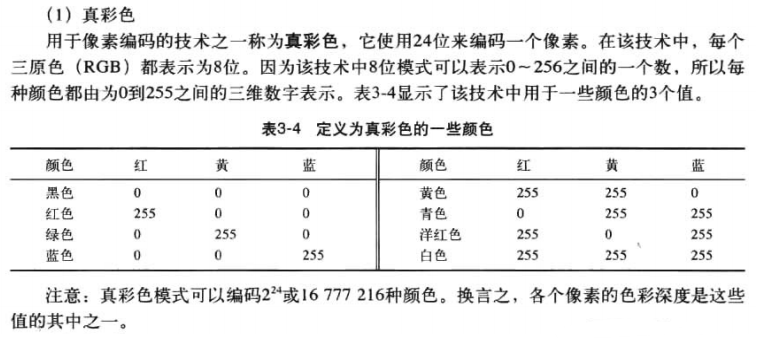 （1）真彩色
用于像素编码的技术之一称为真彩色，它使用24位来编码一个像素。在该技术中，每个
三原色（RGB）都表示为8位。因为该技术中8位模式可以表示0～256之间的一个数，所以每
种颜色都由为0到255之间的三维数字表示。表3-4显示了该技术中用于一些颜色的3个值。
表3-4 定义为真彩色的一些颜色
颜色 红 黄 蓝 颜色 红 黄 蓝
黑色 0 0 0 黄色 255 255 0
红色 255 0 0 青色 0 255 255
绿色 0 255 0 洋红色 255 0 255
蓝色 0 0 255 白色 255 255 255
注意：真彩色模式可以编码2²⁴或16 777 216种颜色。换言之，各个像素的色彩深度是这些
值的其中之一。